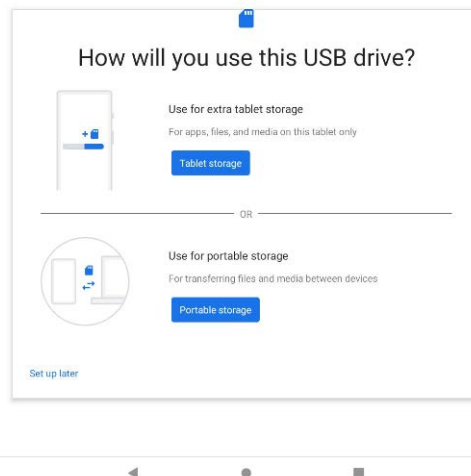 How will you use this USB drive?
Use for extra tablet storage
For apps, files, and media on this tablet only
Tablet storage
OR
Use for portable storage
For transferring files and media between devices
Portable storage
Set up later